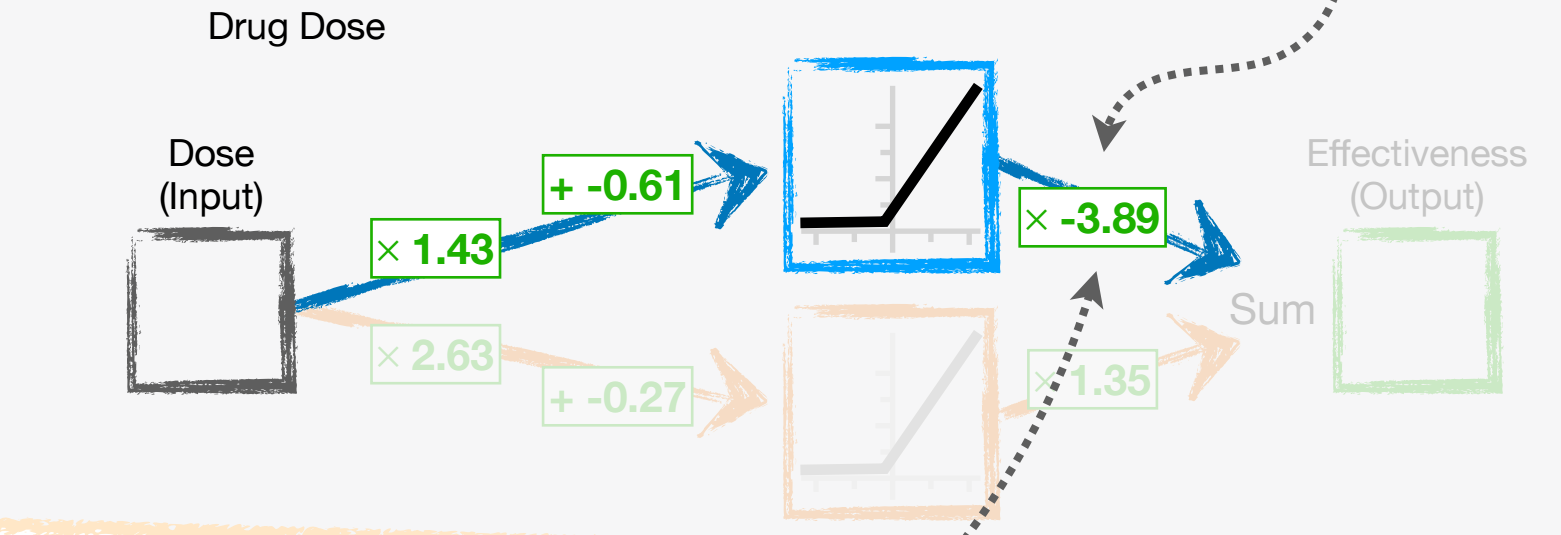 Drug Dose
Dose
(Input)
× 1.43
+ -0.61
× -3.89
Effectiveness
(Output)
Sum
× 2.63
+ -0.27
× 1.35